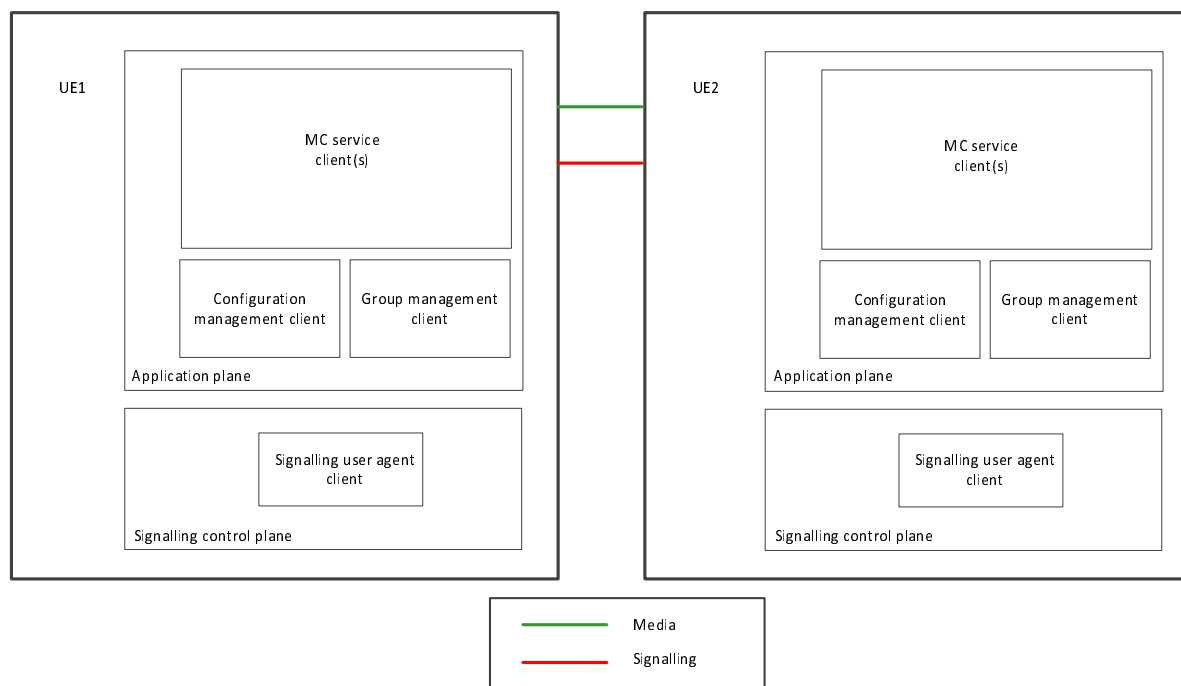 UE1
MC service
client(s)
Configuration
management client
Group management
client
Application plane
Signalling user agent
client
Signalling control plane
UE2
MC service
client(s)
Configuration
management client
Group management
client
Application plane
Signalling user agent
client
Signalling control plane
Media
Signalling